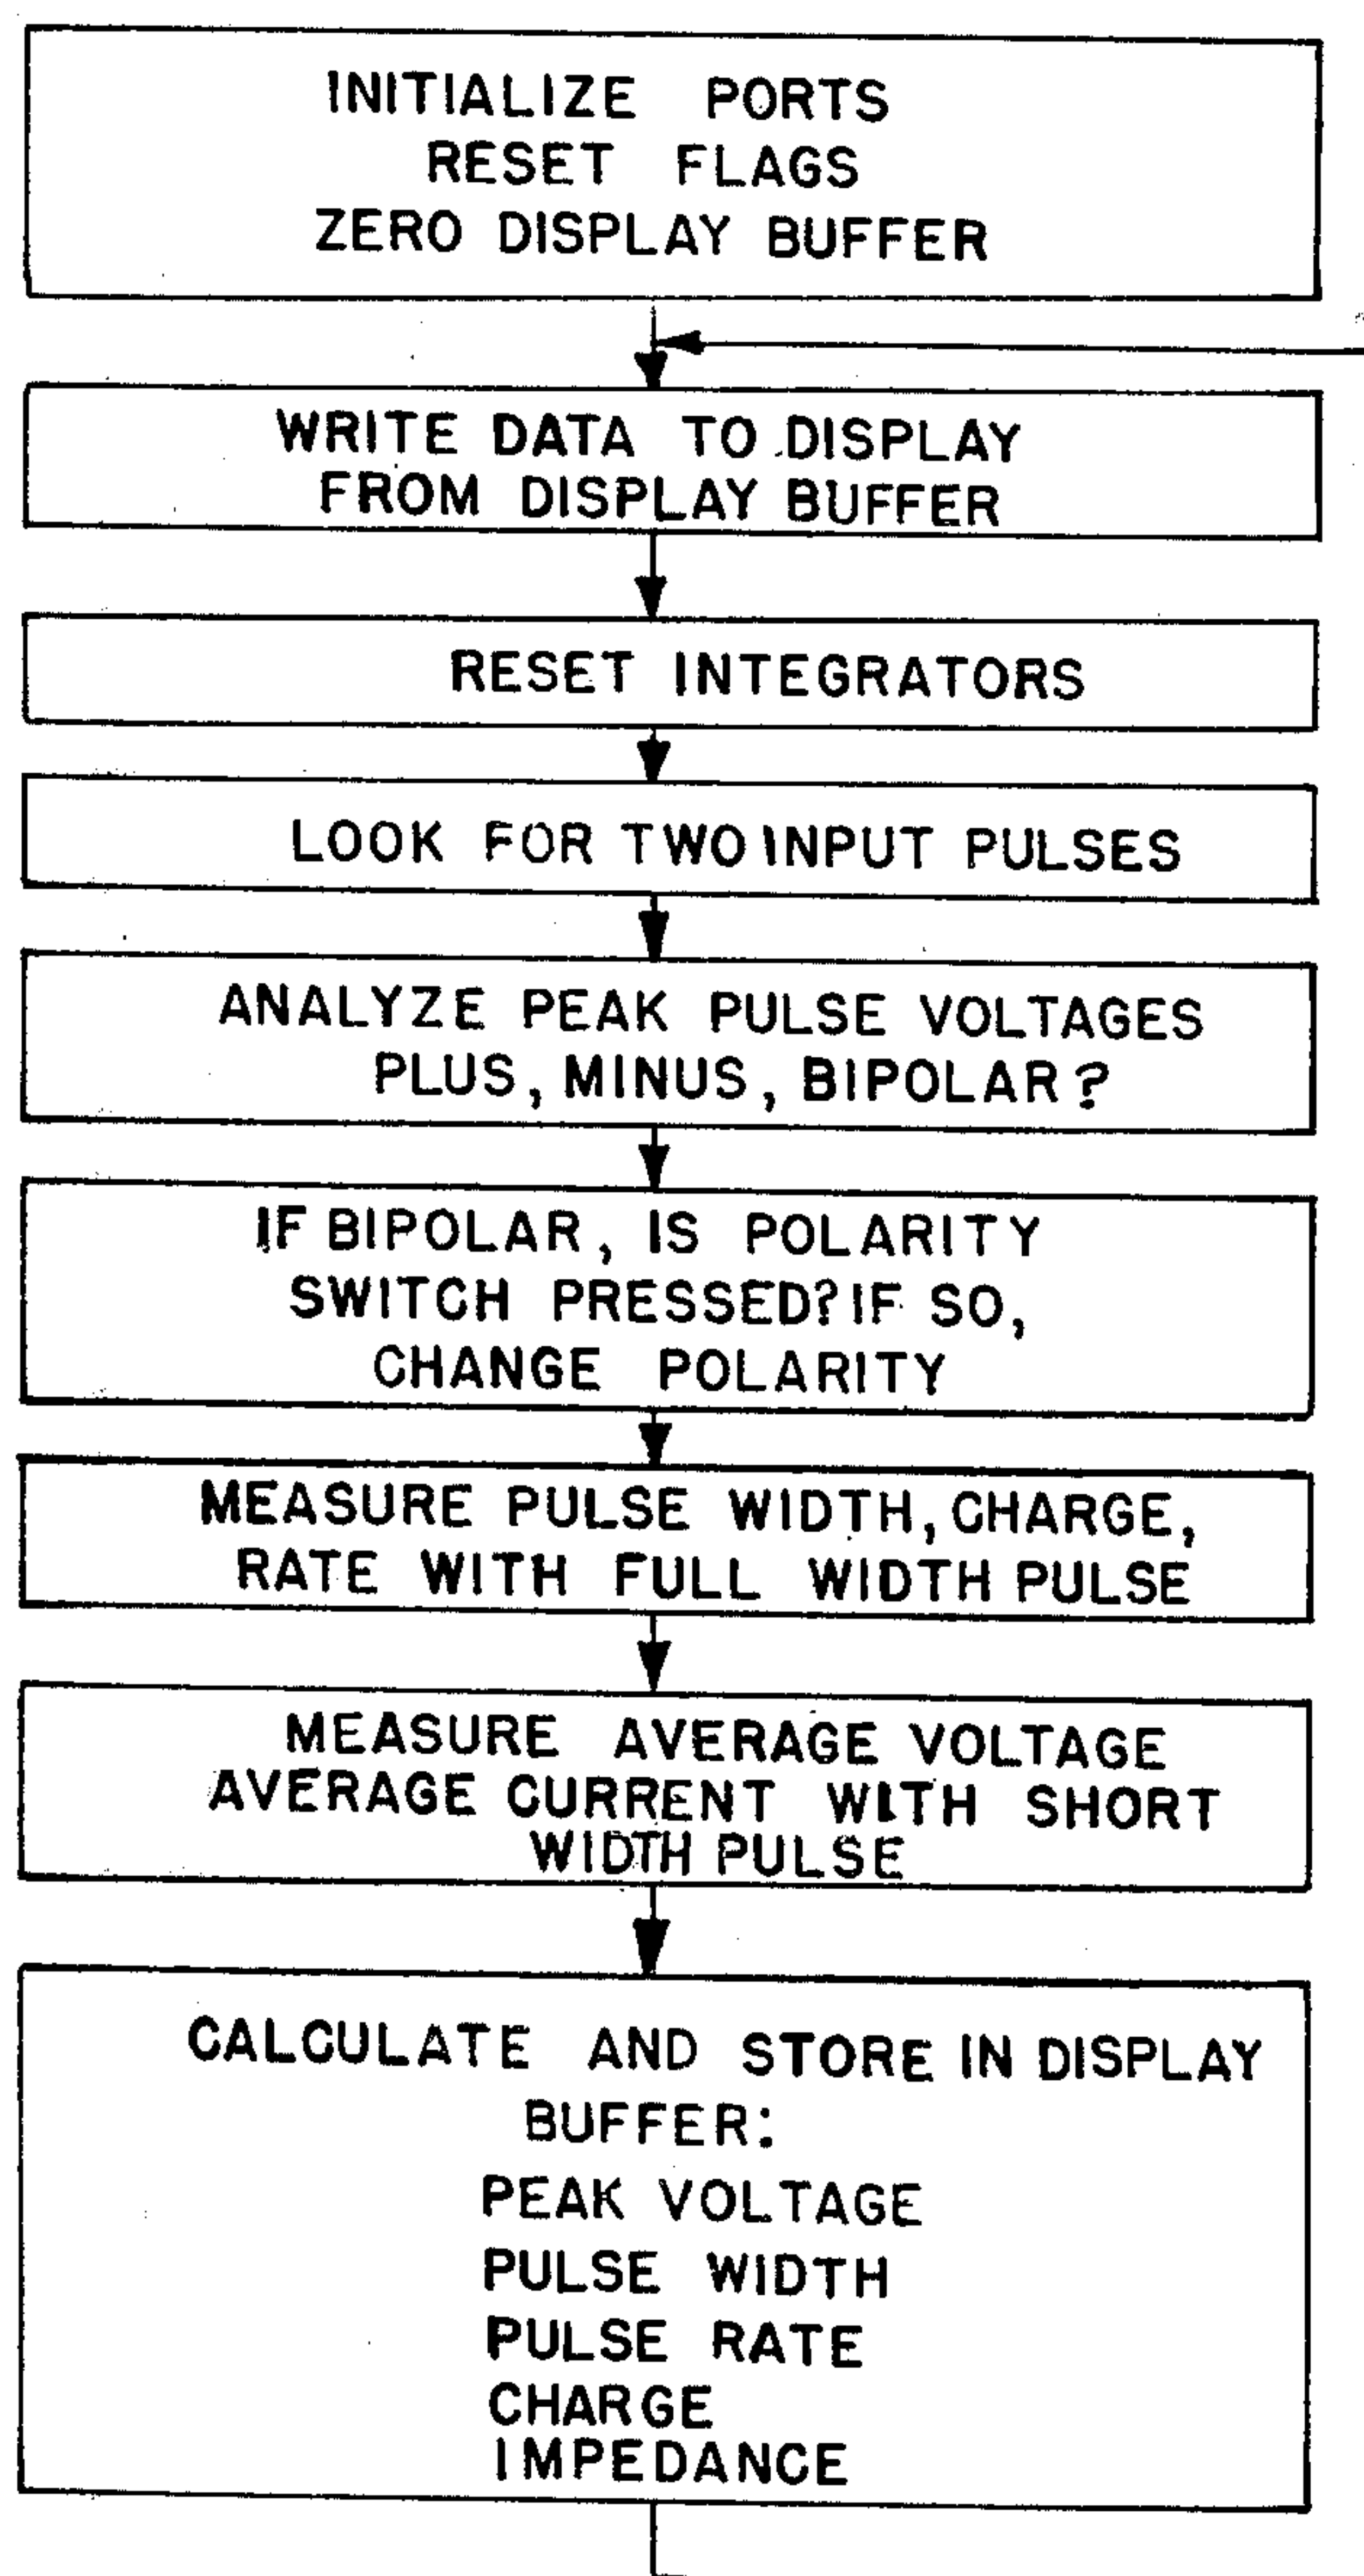 INITIALIZE PORTS
RESET FLAGS
ZERO DISPLAY BUFFER
WRITE DATA TO DISPLAY
FROM DISPLAY BUFFER
RESET INTEGRATORS
LOOK FOR TWO INPUT PULSES
ANALYZE PEAK PULSE VOLTAGES
PLUS, MINUS, BIPOLAR?
IF BIPOLAR, IS POLARITY
SWITCH PRESSED? IF SO,
CHANGE POLARITY
MEASURE PULSE WIDTH, CHARGE,
RATE WITH FULL WIDTH PULSE
MEASURE AVERAGE VOLTAGE
AVERAGE CURRENT WITH SHORT
WIDTH PULSE
CALCULATE AND STORE IN DISPLAY
BUFFER:
PEAK VOLTAGE
PULSE WIDTH
PULSE RATE
CHARGE
IMPEDANCE